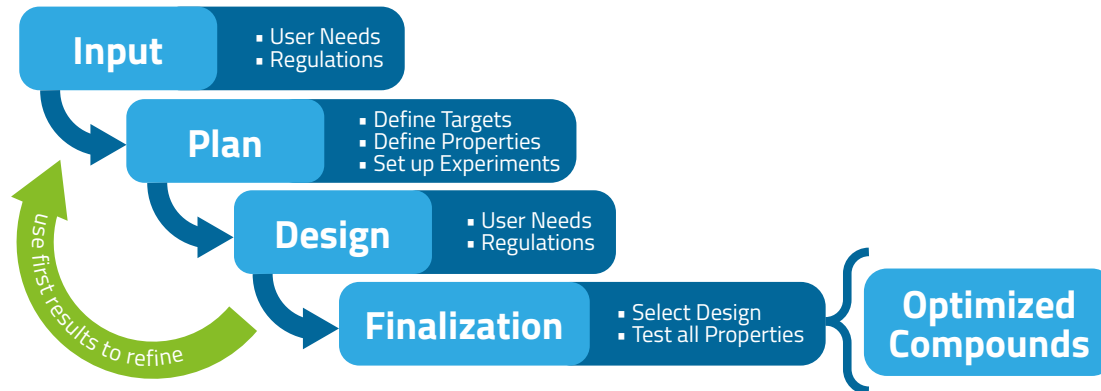 Input
▪ User Needs
▪ Regulations
Plan
▪ Define Targets
▪ Define Properties
▪ Set up Experiments
Design
▪ User Needs
▪ Regulations
use first results to refine
Finalization
▪ Select Design
▪ Test all Properties
Optimized
Compounds